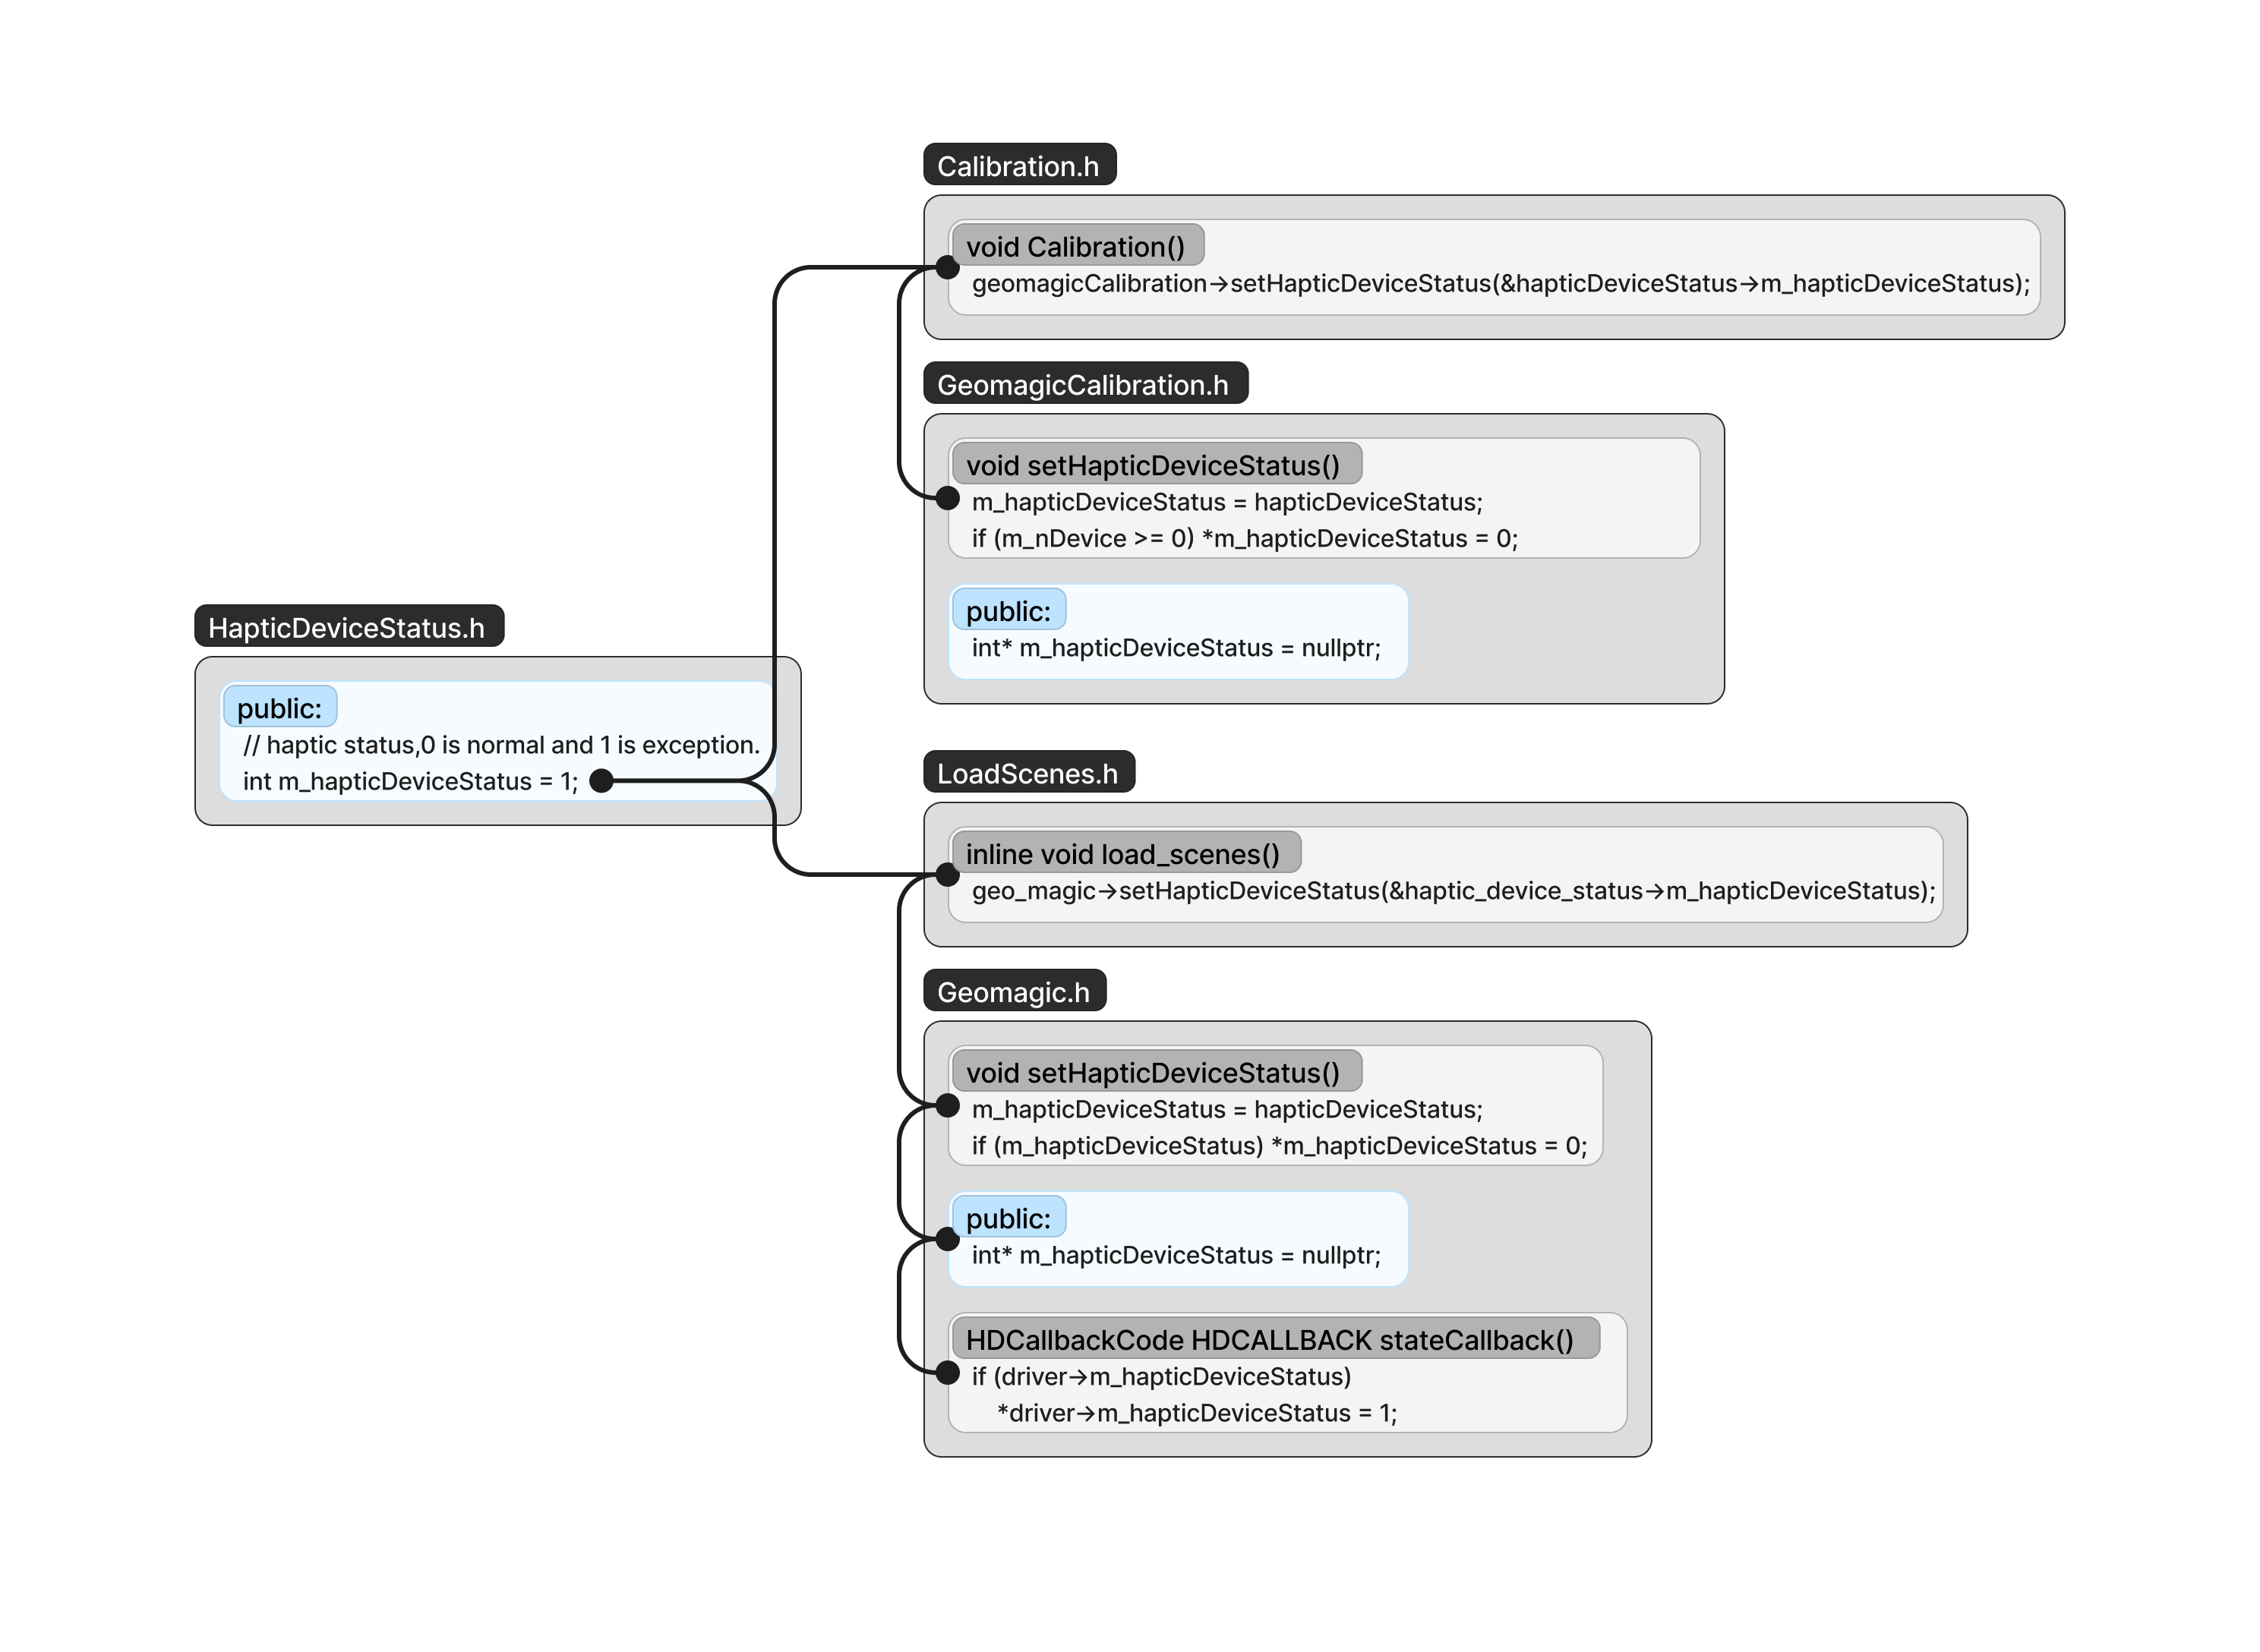 Calibration.h
void Calibration()
geomagicCalibration→setHapticDeviceStatus(&hapticDeviceStatus→m_hapticDeviceStatus);
GeomagicCalibration.h
void setHapticDeviceStatus()
m_hapticDeviceStatus = hapticDeviceStatus;
if (m_nDevice >= 0) *m_hapticDeviceStatus = 0;
public:
int* m_hapticDeviceStatus = nullptr;
HapticDeviceStatus.h
public:
// haptic status,0 is normal and 1 is exception.
int m_hapticDeviceStatus = 1;
LoadScenes.h
inline void load_scenes()
geo_magic→setHapticDeviceStatus(&haptic_device_status→m_hapticDeviceStatus);
Geomagic.h
void setHapticDeviceStatus()
m_hapticDeviceStatus = hapticDeviceStatus;
if (m_hapticDeviceStatus) *m_hapticDeviceStatus = 0;
public:
int* m_hapticDeviceStatus = nullptr;
HDCallbackCode HDCALLBACK stateCallback()
if (driver→m_hapticDeviceStatus)
*driver→m_hapticDeviceStatus = 1;